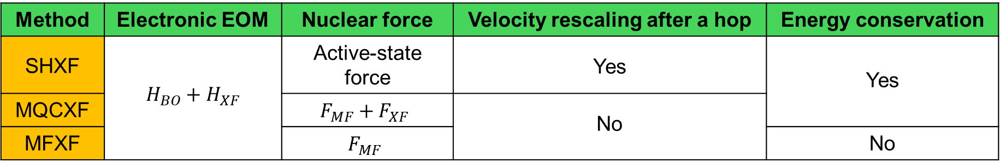 Method Electronic EOM Nuclear force Velocity rescaling after a hop Energy conservation
SHXF
Active-state
force
Yes
Yes
H_{BO} + H_{XF}
MQCXF
F_{MF} + F_{XF}
No
MFXF
F_{MF}
No